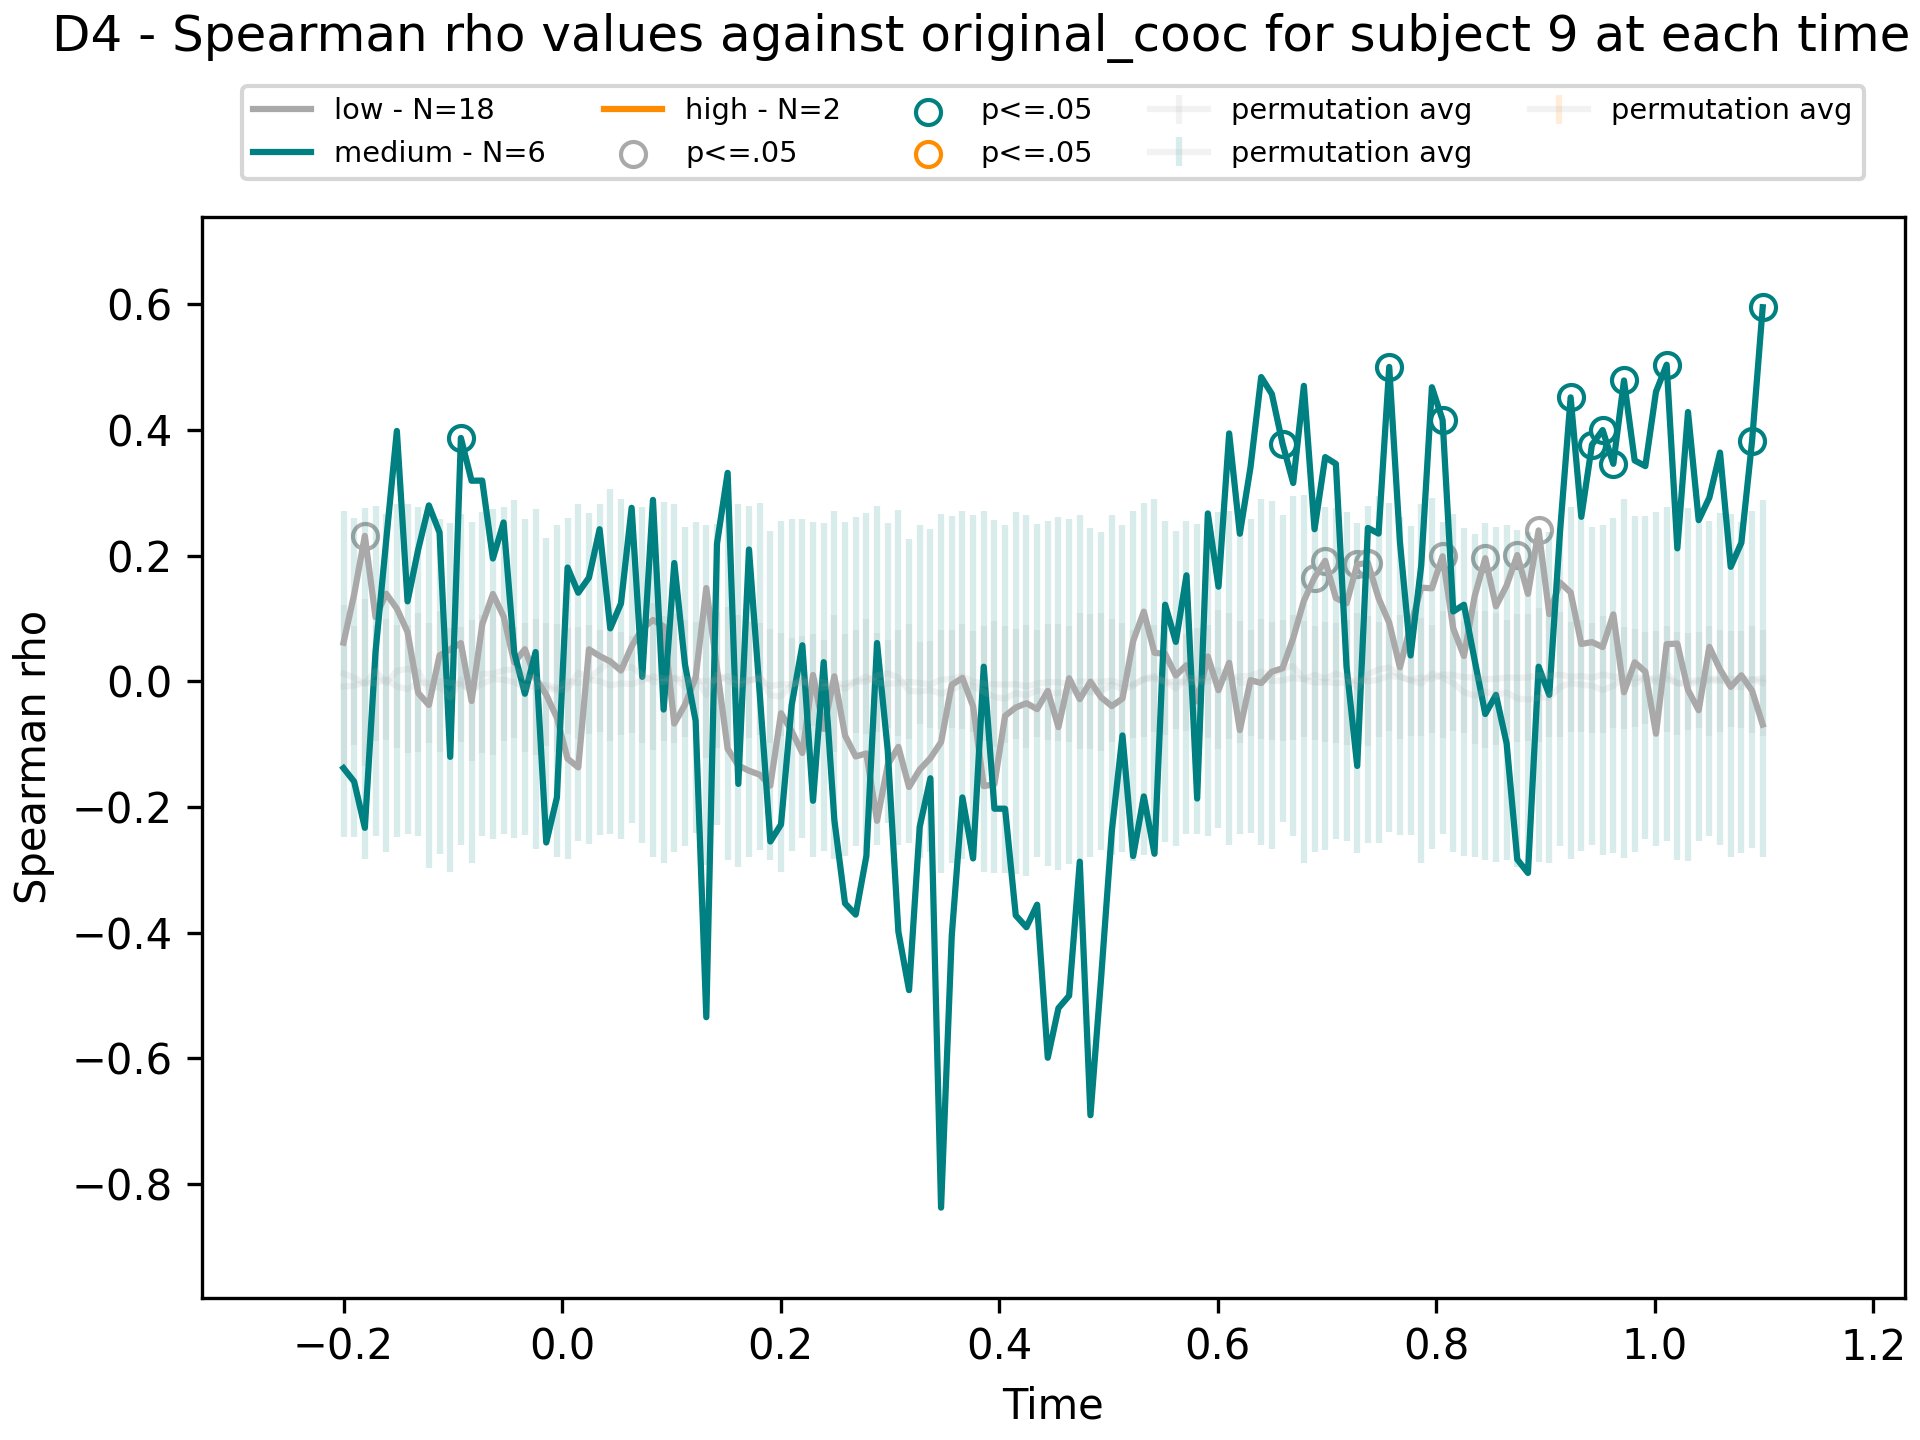 D4 - Spearman rho values against original_cooc for subject 9 at each time
low - N=18
medium - N=6
high - N=2
p<=.05
p<=.05
p<=.05
permutation avg
permutation avg
permutation avg
Spearman rho
0.6
0.4
0.2
0.0
−0.2
−0.4
−0.6
−0.8
−0.2 0.0 0.2 0.4 0.6 0.8 1.0 1.2
Time